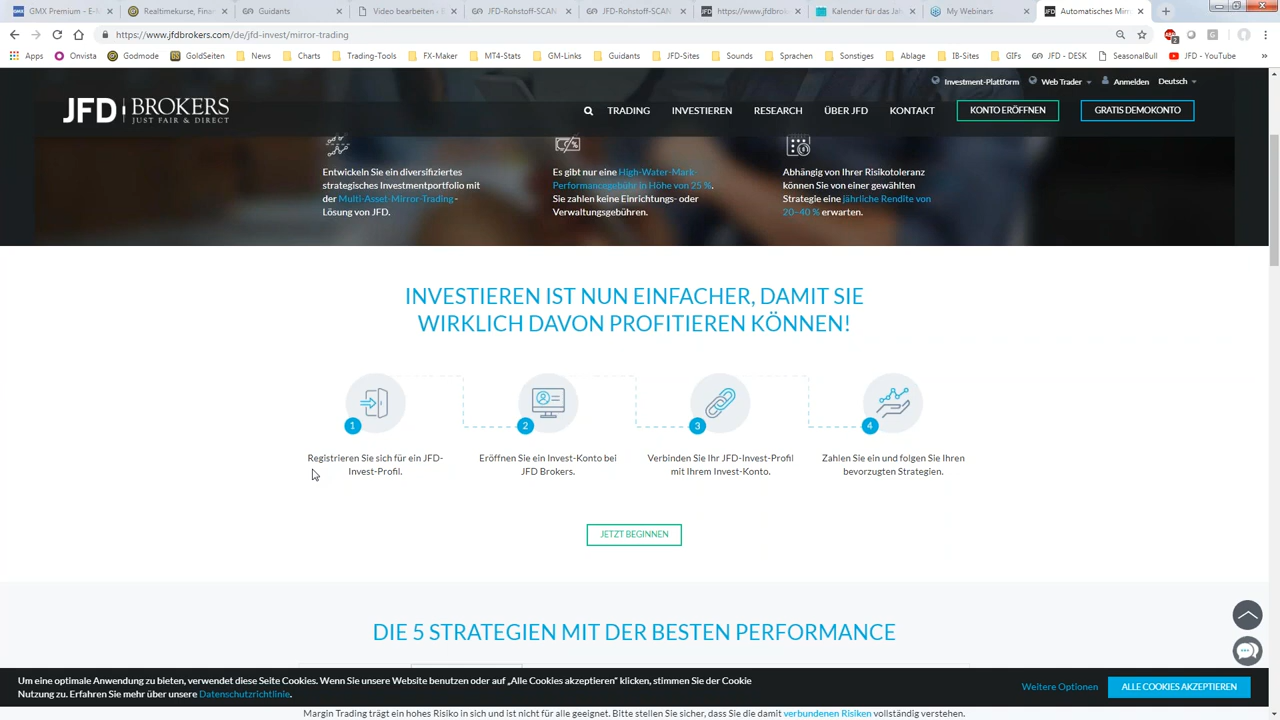 GMX Premium - E-M
Realtimekurse, Finan
Guidants
Video bearbeiten -
JFD-Rohstoff-SCAN
JFD-Rohstoff-SCAN
https://www.jfdbroke
Kalender für das Jah
My Webinars
Automatisches Mirro
https://www.jfdbrokers.com/de/jfd-invest/mirror-trading
Apps Onvista Godmode GoldSeiten News Charts Trading-Tools FX-Maker MT4-Stats GM-Links Guidants JFD-Sites Sounds Sprachen Sonstiges Ablage IB-Sites GIFs JFD - DESK SeasonalBull JFD - YouTube
Investment-Plattform Web Trader Anmelden Deutsch
JFD BROKERS
JUST FAIR & DIRECT
TRADING INVESTIEREN RESEARCH ÜBER JFD KONTAKT KONTO ERÖFFNEN GRATIS DEMOKONTO
Entwickeln Sie ein diversifiziertes
strategisches Investmentportfolio mit
der Multi-Asset-Mirror-Trading -
Lösung von JFD.
Es gibt nur eine High-Water-Mark-
Performancegebühr in Höhe von 25 %.
Sie zahlen keine Einrichtungs- oder
Verwaltungsgebühren.
Abhängig von Ihrer Risikotoleranz
können Sie von einer gewählten
Strategie eine jährliche Rendite von
20–40 % erwarten.
INVESTIEREN IST NUN EINFACHER, DAMIT SIE
WIRKLICH DAVON PROFITIEREN KÖNNEN!
1
Registrieren Sie sich für ein JFD-
Invest-Profil.
2
Eröffnen Sie ein Invest-Konto bei
JFD Brokers.
3
Verbinden Sie Ihr JFD-Invest-Profil
mit Ihrem Invest-Konto.
4
Zahlen Sie ein und folgen Sie Ihren
bevorzugten Strategien.
JETZT BEGINNEN
DIE 5 STRATEGIEN MIT DER BESTEN PERFORMANCE
Um eine optimale Anwendung zu bieten, verwendet diese Seite Cookies. Wenn Sie unsere Website benutzen oder auf „Alle Cookies akzeptieren" klicken, stimmen Sie der Cookie
Nutzung zu. Erfahren Sie mehr über unsere Datenschutzrichtlinie.
Weitere Optionen
ALLE COOKIES AKZEPTIEREN
Margin Trading trägt ein hohes Risiko in sich und ist nicht für alle geeignet. Bitte stellen Sie sicher, dass Sie die damit verbundenen Risiken vollständig verstehen.